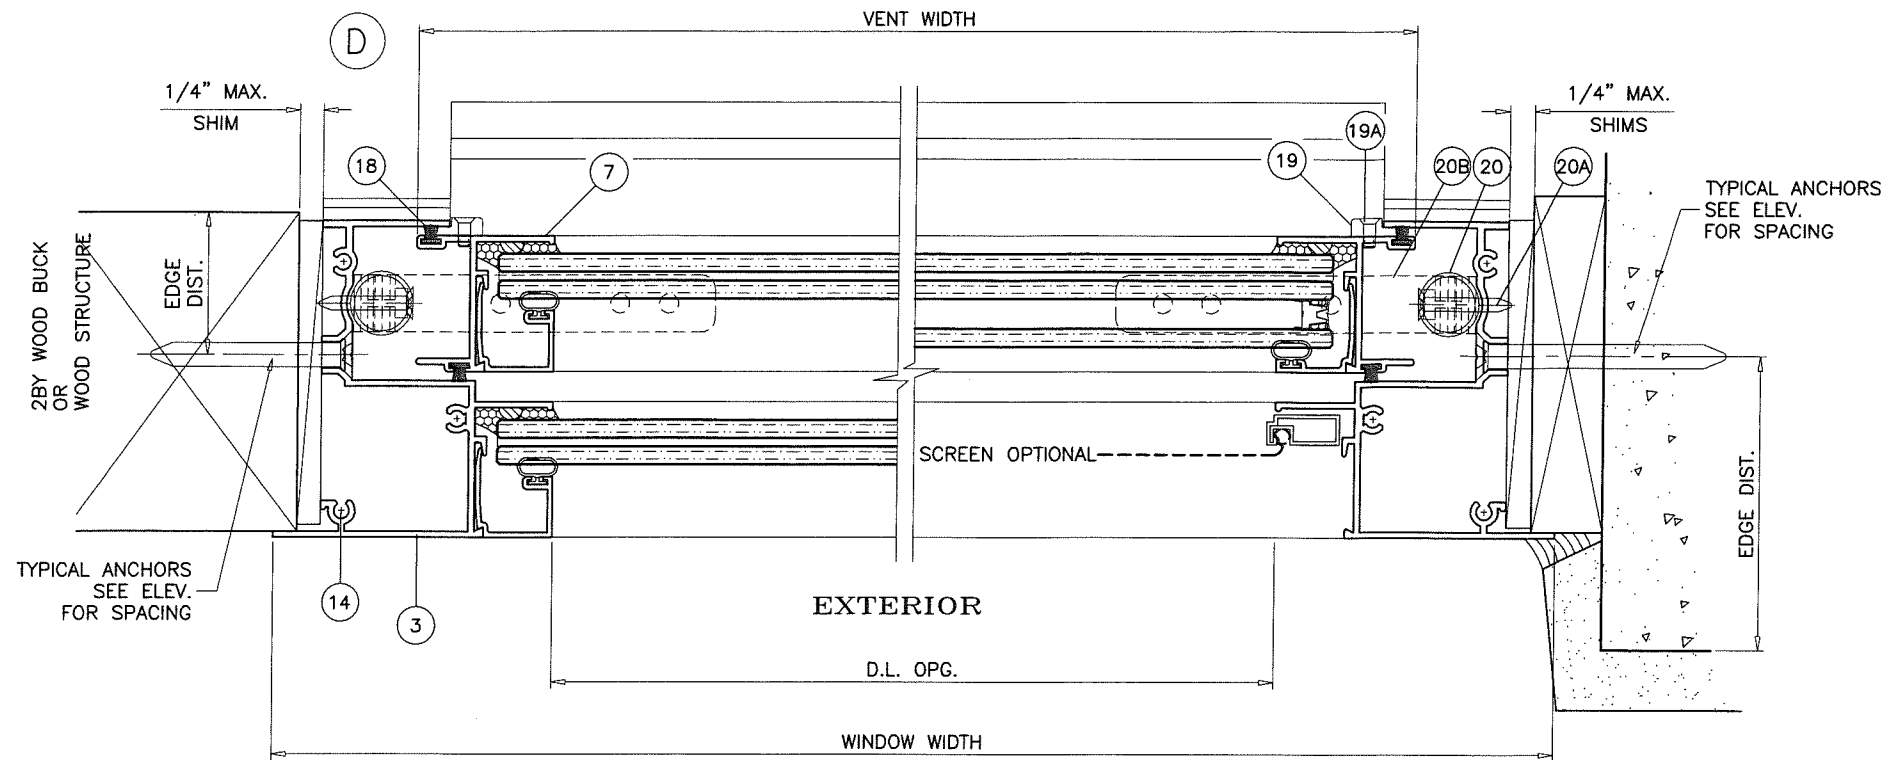 VENT WIDTH
D
1/4" MAX.
SHIM
1/4" MAX.
SHIMS
19A
18
7
19
20B
20
20A
TYPICAL ANCHORS
SEE ELEV.
FOR SPACING
2BY WOOD BUCK
OR
WOOD STRUCTURE
EDGE
DIST.
SCREEN OPTIONAL
EDGE DIST.
TYPICAL ANCHORS
SEE ELEV.
FOR SPACING
14
3
EXTERIOR
D.L. OPG.
WINDOW WIDTH